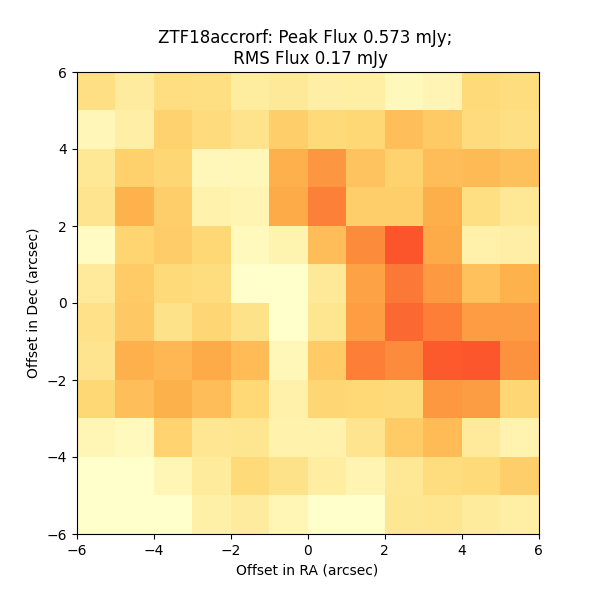 ZTF18accrorf: Peak Flux 0.573 mJy;
RMS Flux 0.17 mJy
6
4
2
0
−2
−4
−6
Offset in Dec (arcsec)
−6 −4 −2 0 2 4 6
Offset in RA (arcsec)